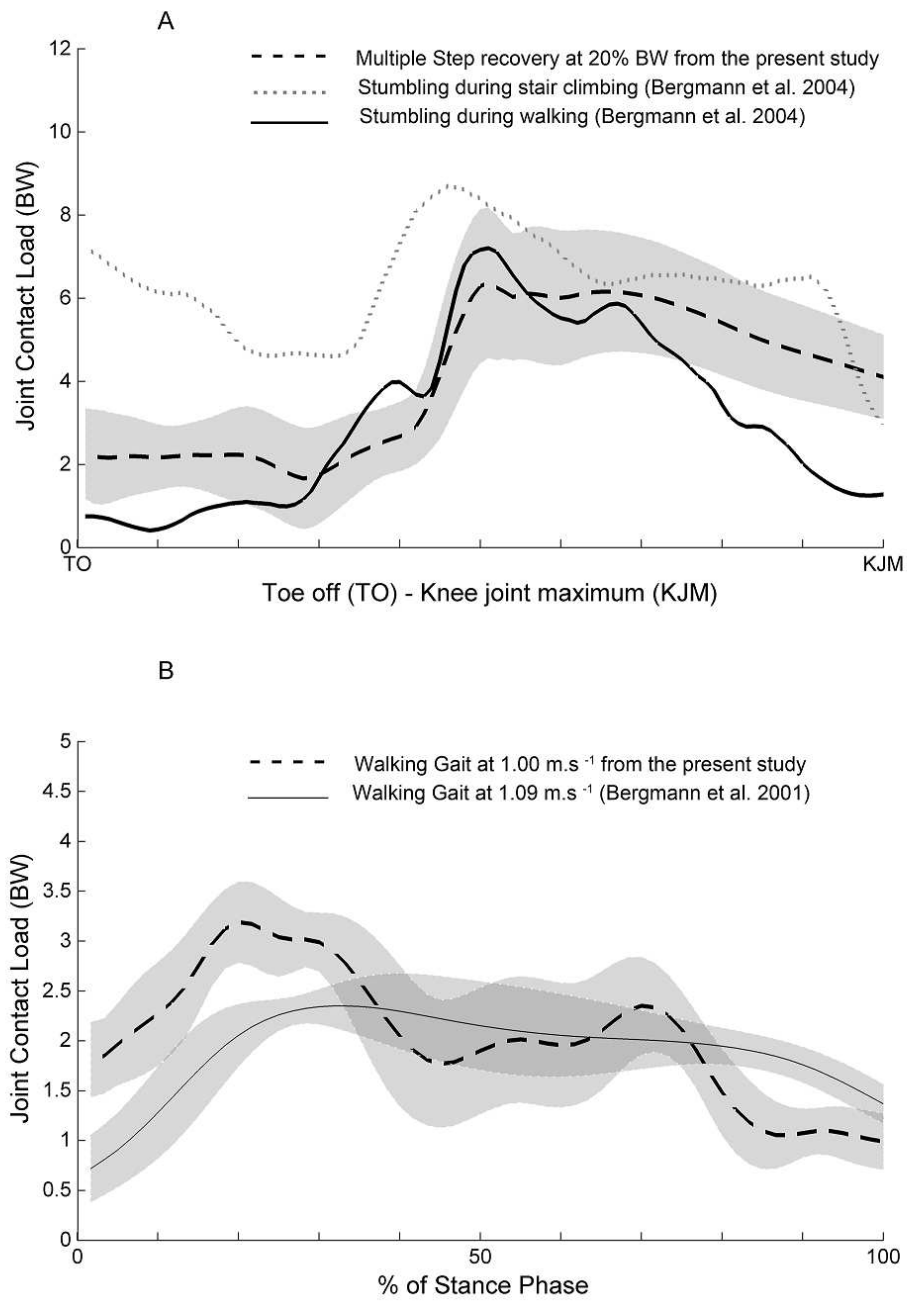 A
12
10
8
6
4
2
0
Joint Contact Load (BW)
Multiple Step recovery at 20% BW from the present study
Stumbling during stair climbing (Bergmann et al. 2004)
Stumbling during walking (Bergmann et al. 2004)
TO
KJM
Toe off (TO) - Knee joint maximum (KJM)
B
5
4.5
4
3.5
3
2.5
2
1.5
1
0.5
0
Joint Contact Load (BW)
Walking Gait at 1.00 m.s -1 from the present study
Walking Gait at 1.09 m.s -1 (Bergmann et al. 2001)
0
50
100
% of Stance Phase